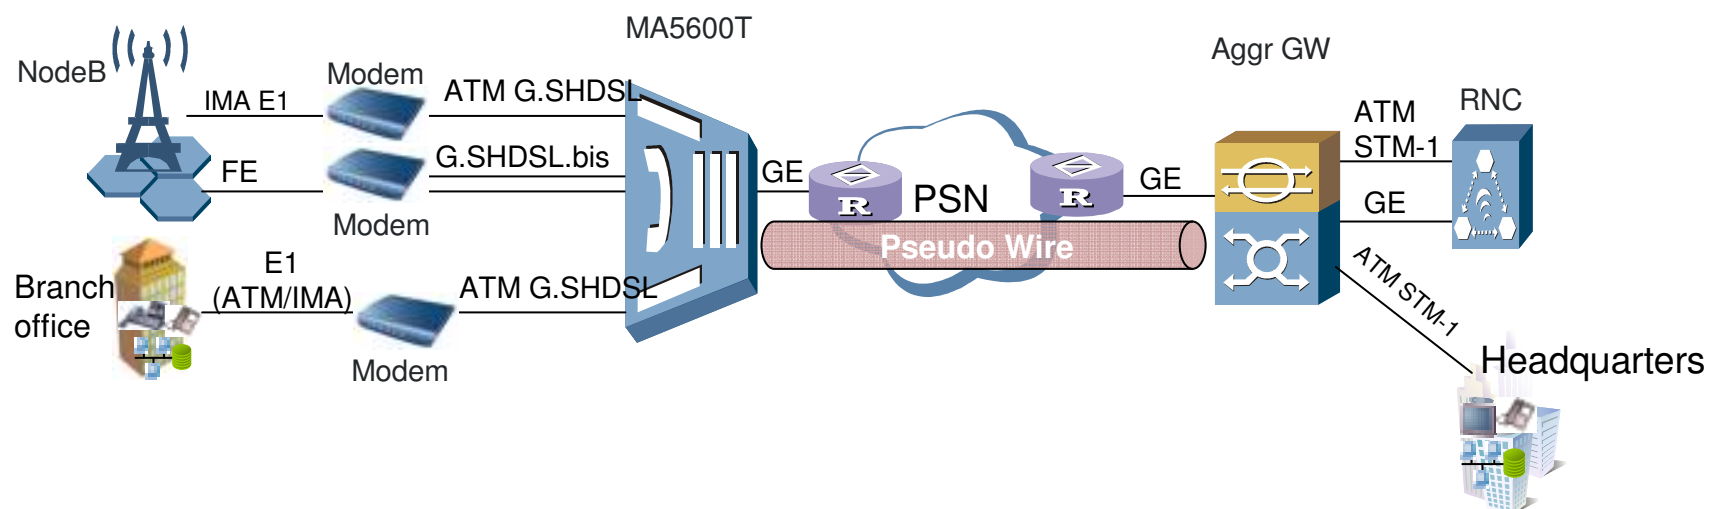 MA5600T
Aggr GW
NodeB
Modem
ATM G.SHDSL
IMA E1
RNC
ATM
STM-1
G.SHDSL.bis
FE
GE
PSN
GE
GE
R
R
Modem
Pseudo Wire
E1
(ATM/IMA)
ATM G.SHDSL
Branch
office
Modem
ATM STM-1
Headquarters